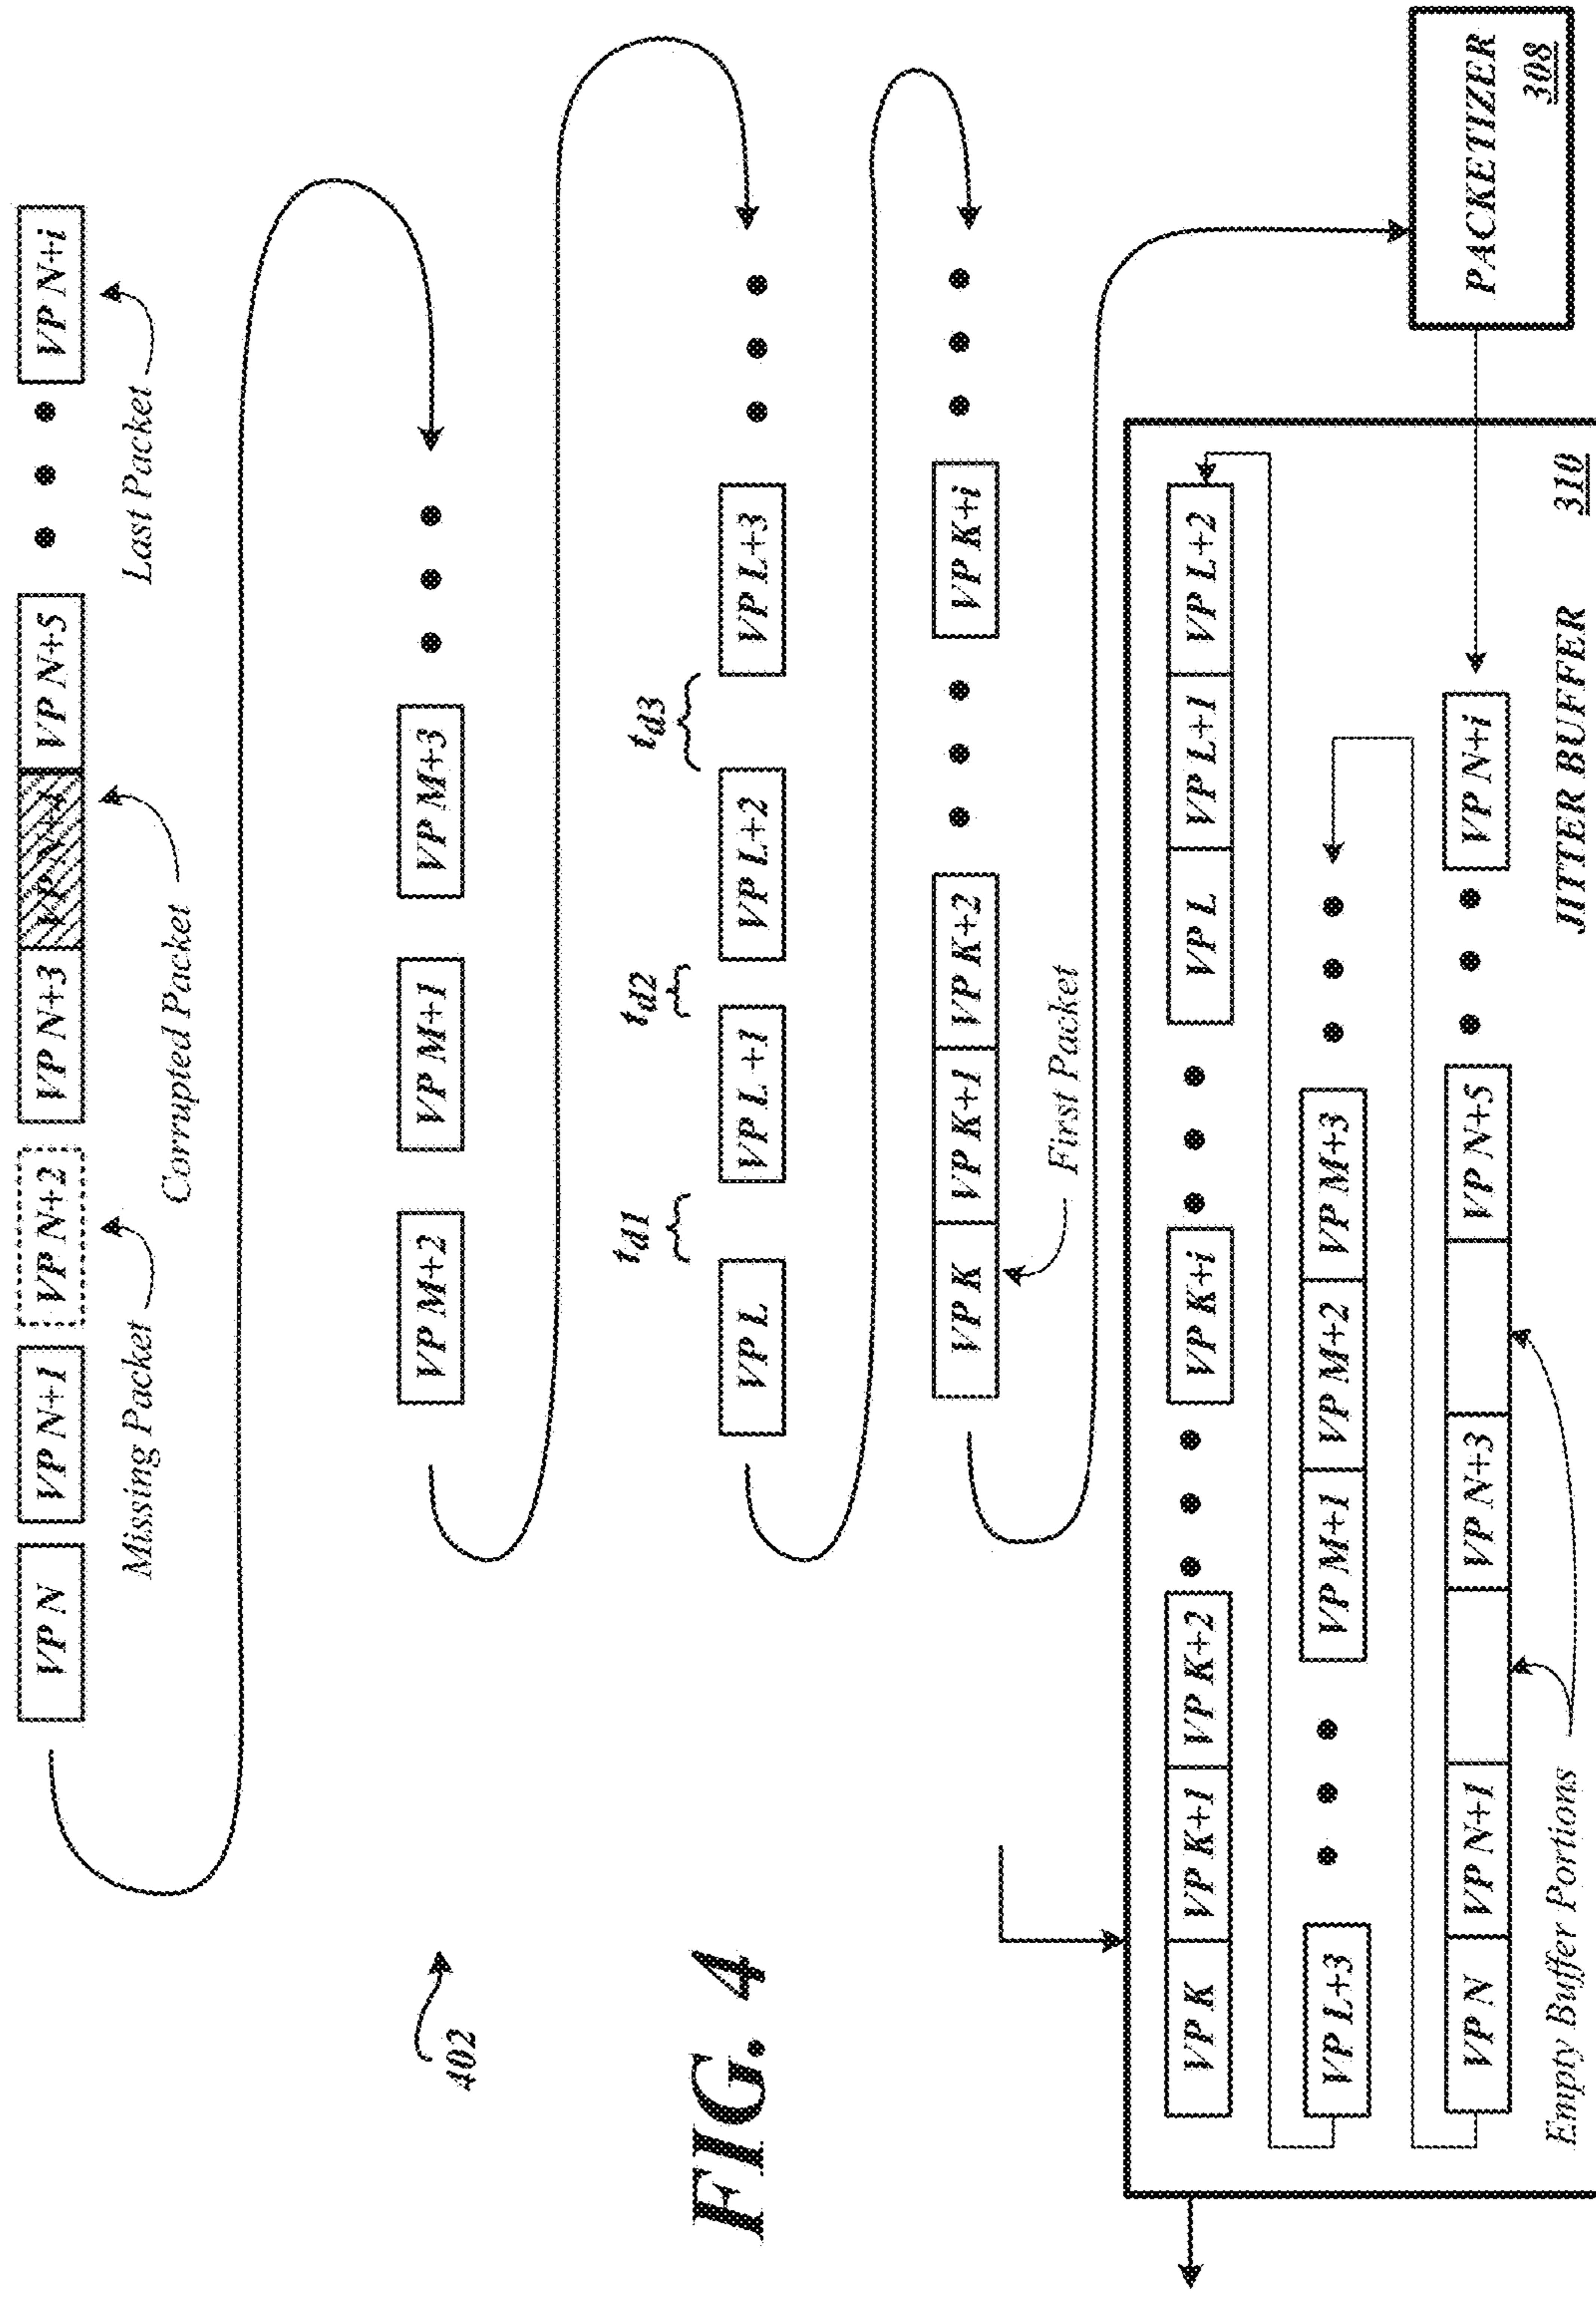 VP N
VP N+1
VP N+2
VP N+3
VP N+4
VP N+5
VP N+i
Missing Packet
Corrupted Packet
Last Packet
402
VP M+2
VP M+1
VP M+3
FIG. 4
td1
td2
td3
VP L
VP L+1
VP L+2
VP L+3
VP K
VP K+1
VP K+2
VP K+i
First Packet
VP K
VP K+1
VP K+2
VP K+i
VP L
VP L+1
VP L+2
VP L+3
VP M+1
VP M+2
VP M+3
VP N
VP N+1
VP N+3
VP N+5
VP N+i
Empty Buffer Portions
JITTER BUFFER
310
PACKETIZER
308